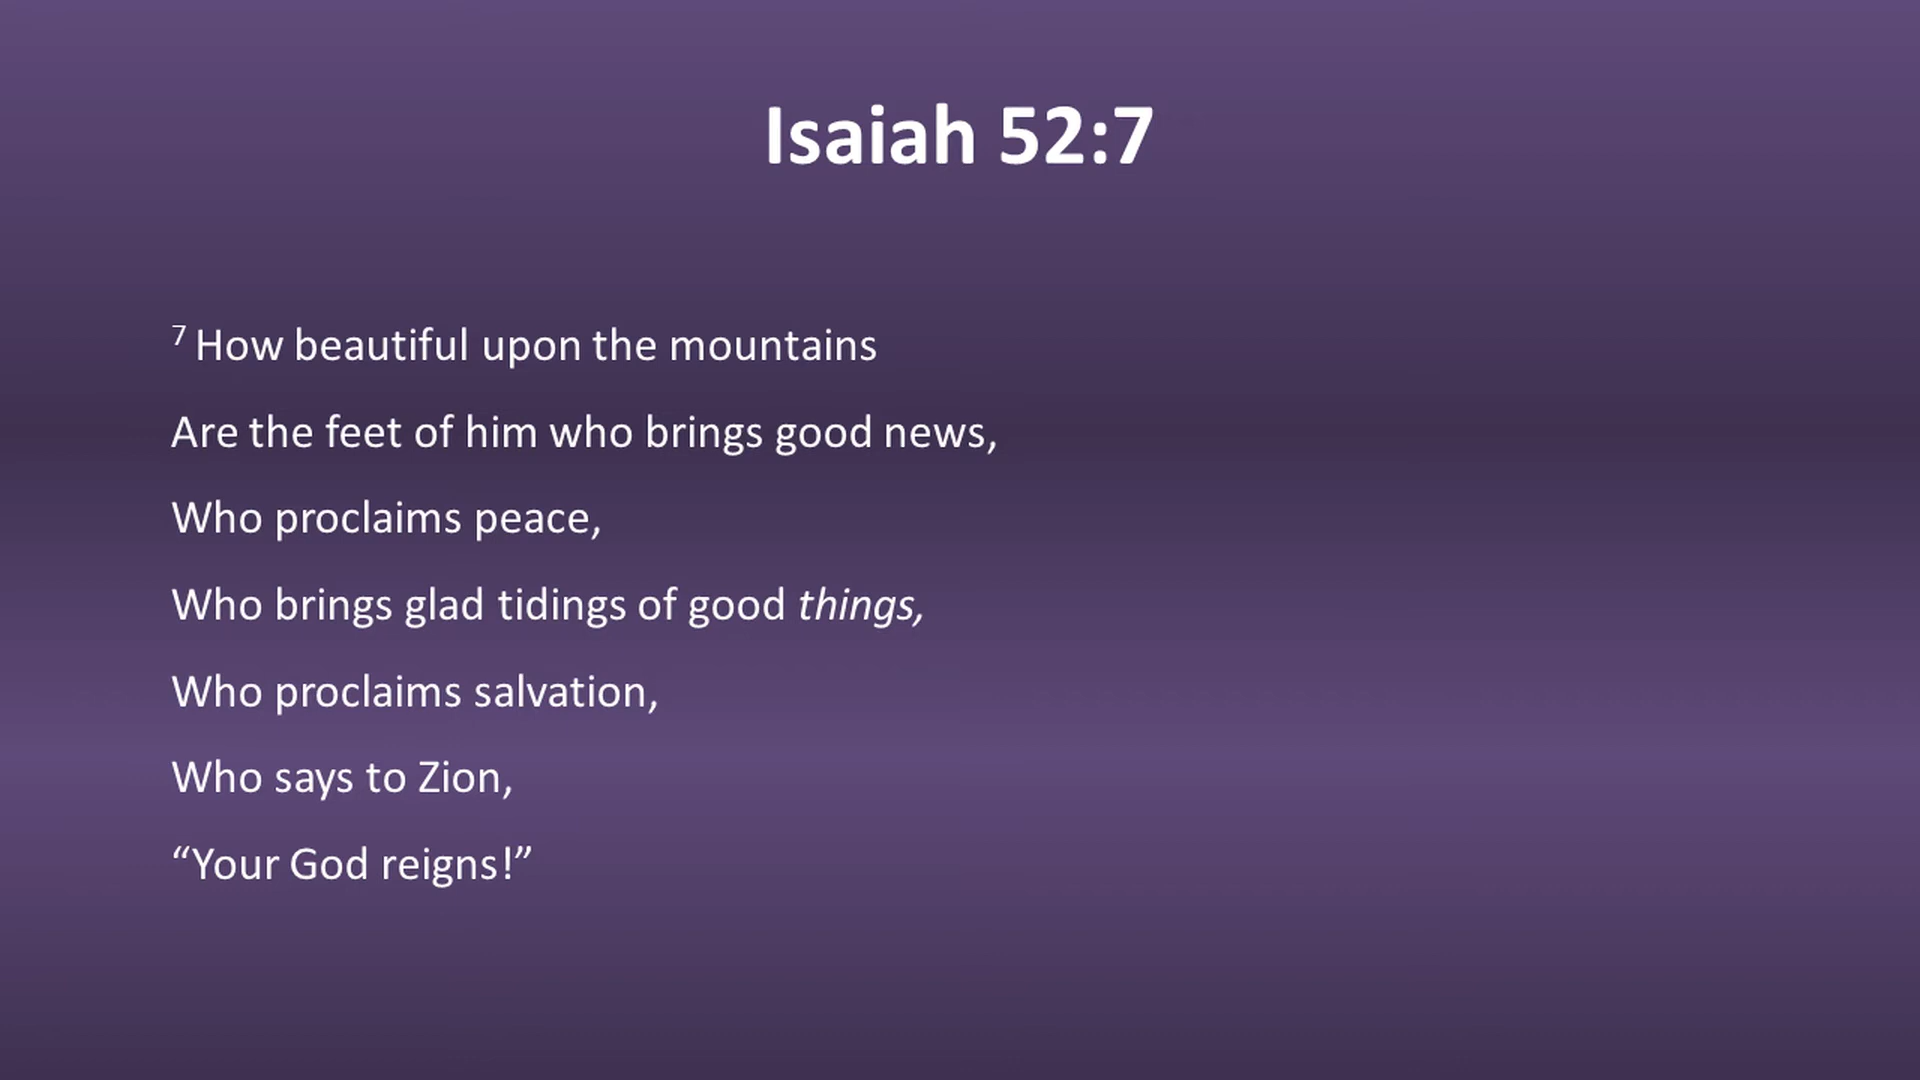 Isaiah 52:7
7 How beautiful upon the mountains
Are the feet of him who brings good news,
Who proclaims peace,
Who brings glad tidings of good things,
Who proclaims salvation,
Who says to Zion,
“Your God reigns!”